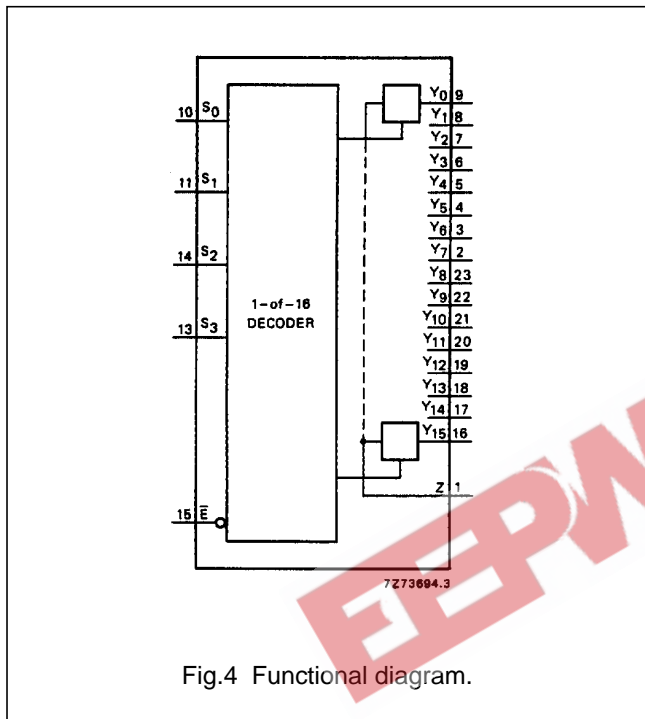 Y0 9
10 S0
Y1 8
Y2 7
Y3 6
11 S1
Y4 5
Y5 4
Y6 3
14 S2
Y7 2
Y8 23
1-of-16
DECODER
Y9 22
Y10 21
13 S3
Y11 20
Y12 19
Y13 18
Y14 17
Y15 16
Z 1
15 E̅
7Z73694.3
EEPW
Fig.4 Functional diagram.